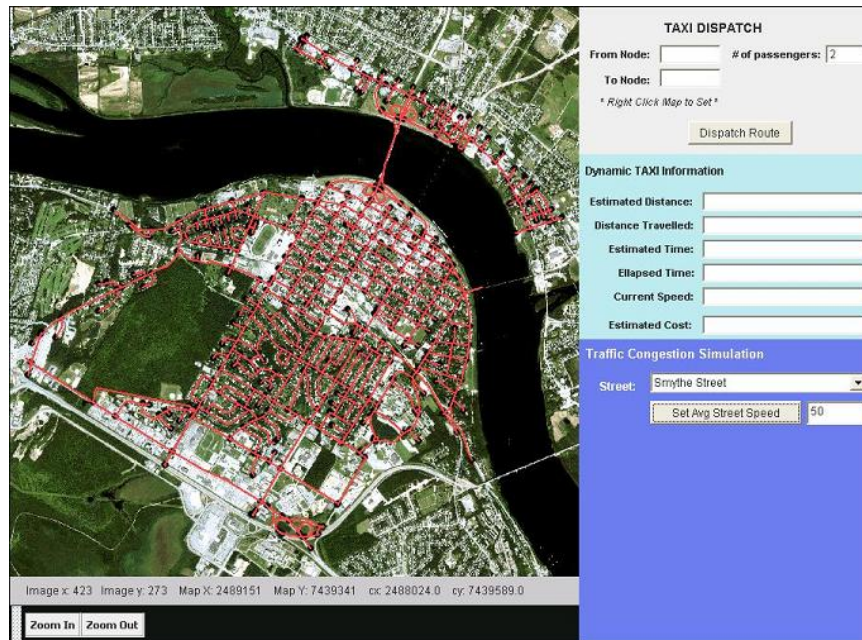 TAXI DISPATCH
From Node: # of passengers: 2
To Node:
* Right Click Map to Set *
Dispatch Route
Dynamic TAXI Information
Estimated Distance:
Distance Travelled:
Estimated Time:
Ellapsed Time:
Current Speed:
Estimated Cost:
Traffic Congestion Simulation
Street: Smythe Street
Set Avg Street Speed 50
Image x: 423 Image y: 273 Map X: 2489151 Map Y: 7439341 cx: 2488024.0 cy: 7439589.0
Zoom In Zoom Out